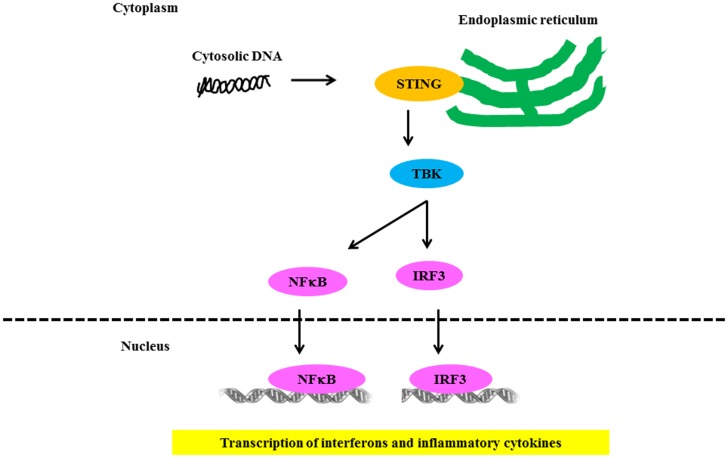 Cytoplasm
Endoplasmic reticulum
Cytosolic DNA
STING
TBK
NFκB
IRF3
Nucleus
NFκB
IRF3
Transcription of interferons and inflammatory cytokines